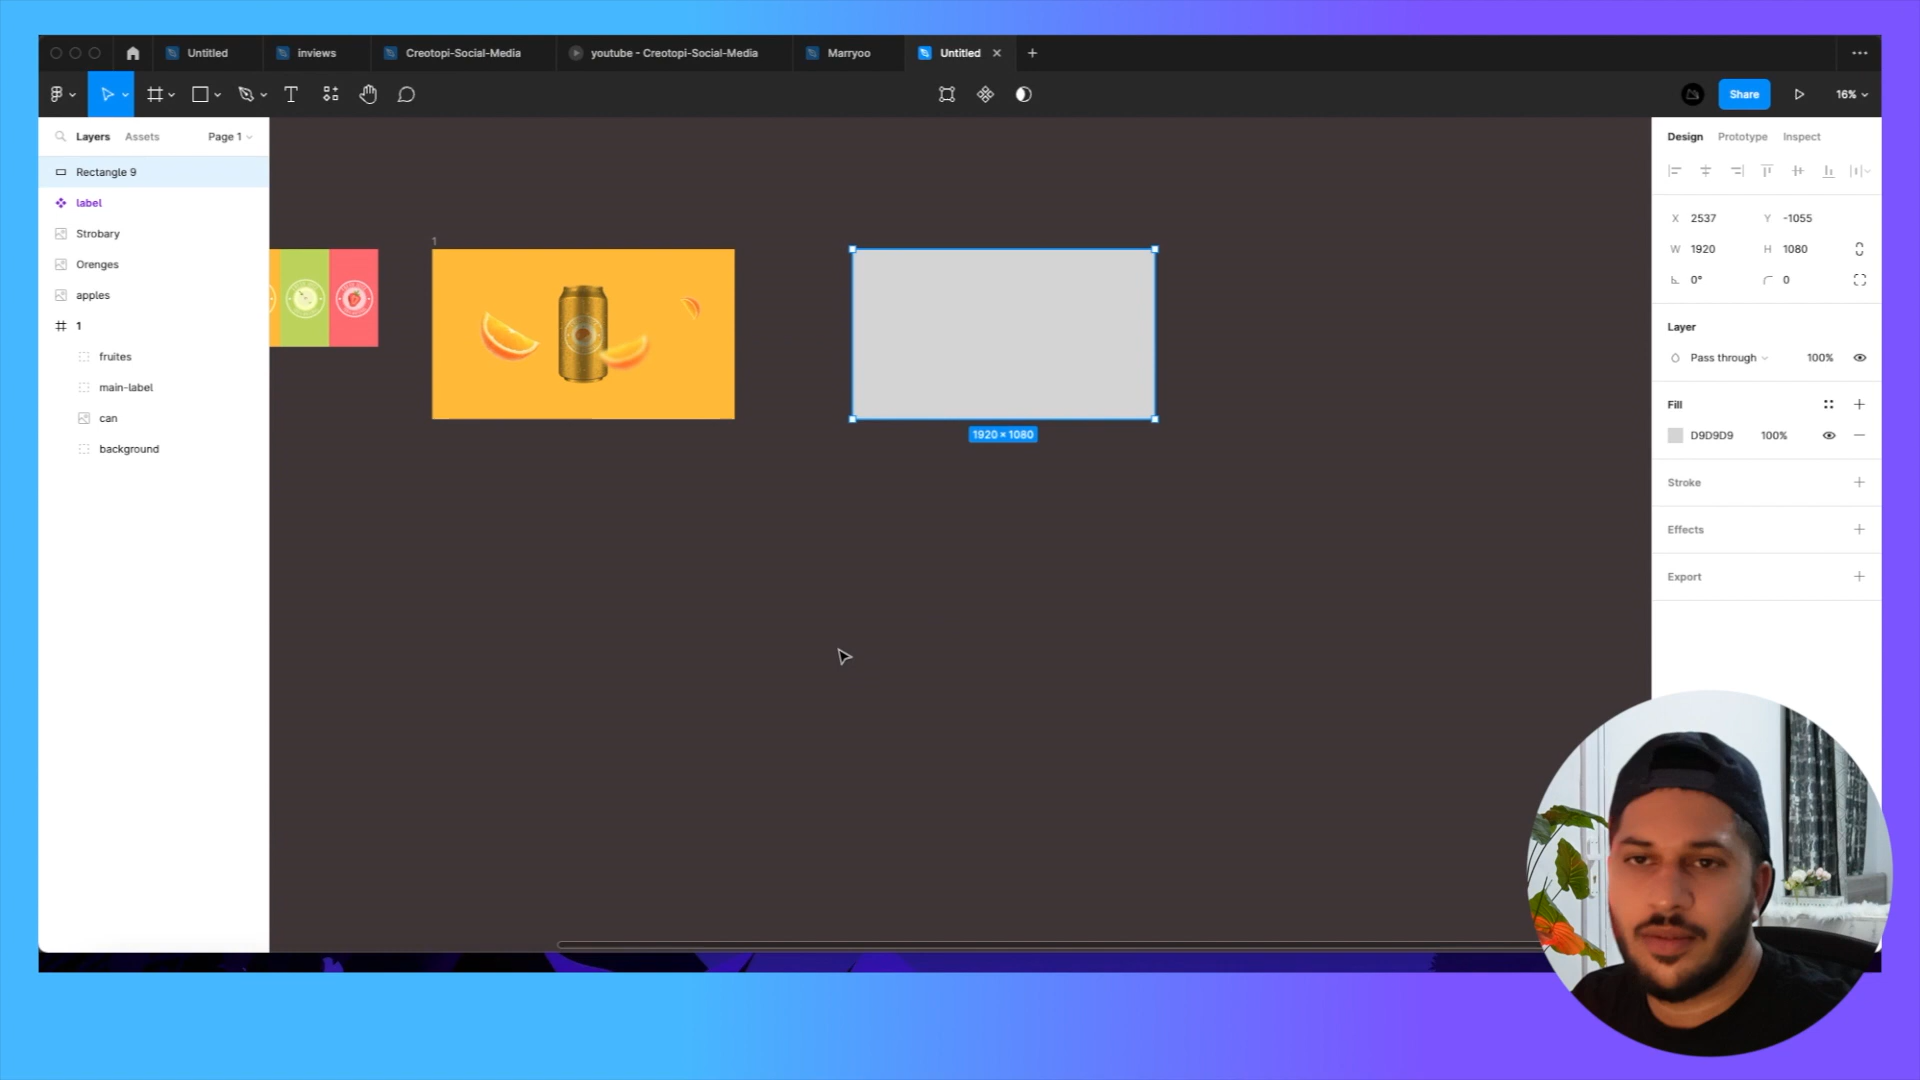 Untitled
inviews
Creotopi-Social-Media
youtube - Creotopi-Social-Media
Marryoo
Untitled
Share
16%
Layers
Assets
Page 1
Rectangle 9
label
Strobary
Orenges
apples
1
fruites
main-label
can
background
1
1920 × 1080
Design
Prototype
Inspect
X 2537
Y -1055
W 1920
H 1080
0°
0
Layer
Pass through
100%
Fill
D9D9D9
100%
Stroke
Effects
Export